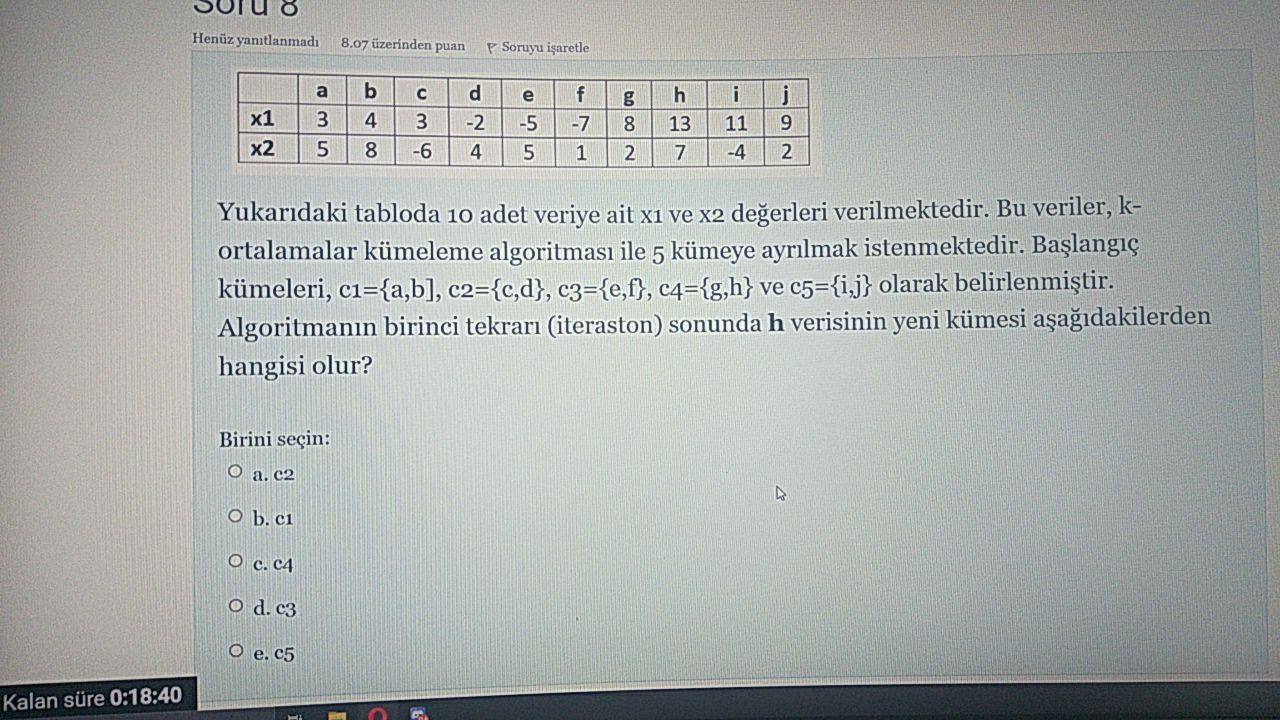 Soru 8
Henüz yanıtlanmadı 8.07 üzerinden puan Soruyu işaretle
a b c d e f g h i j
x1 3 4 3 -2 -5 -7 8 13 11 9
x2 5 8 -6 4 5 1 2 7 -4 2
Yukarıdaki tabloda 10 adet veriye ait x1 ve x2 değerleri verilmektedir. Bu veriler, k-
ortalamalar kümeleme algoritması ile 5 kümeye ayrılmak istenmektedir. Başlangıç
kümeleri, c1={a,b], c2={c,d}, c3={e,f}, c4={g,h} ve c5={i,j} olarak belirlenmiştir.
Algoritmanın birinci tekrarı (iteraston) sonunda h verisinin yeni kümesi aşağıdakilerden
hangisi olur?
Birini seçin:
a. c2
b. c1
c. c4
d. c3
e. c5
Kalan süre 0:18:40